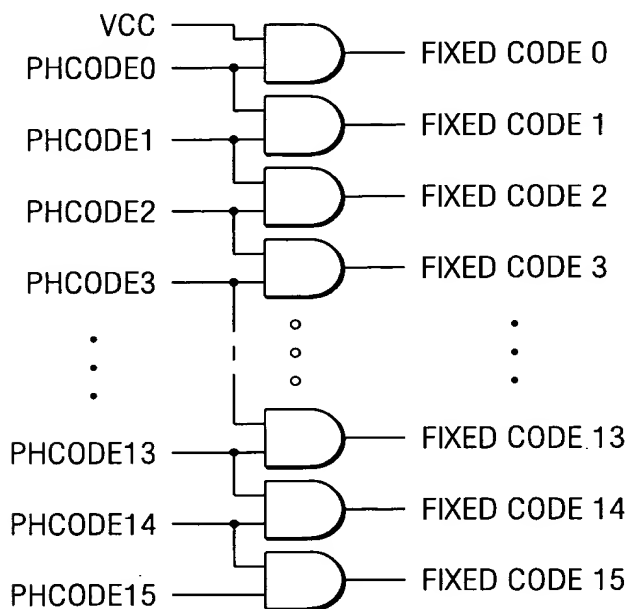 VCC
PHCODE0 FIXED CODE 0
PHCODE1 FIXED CODE 1
PHCODE2 FIXED CODE 2
PHCODE3 FIXED CODE 3
PHCODE13 FIXED CODE 13
PHCODE14 FIXED CODE 14
PHCODE15 FIXED CODE 15